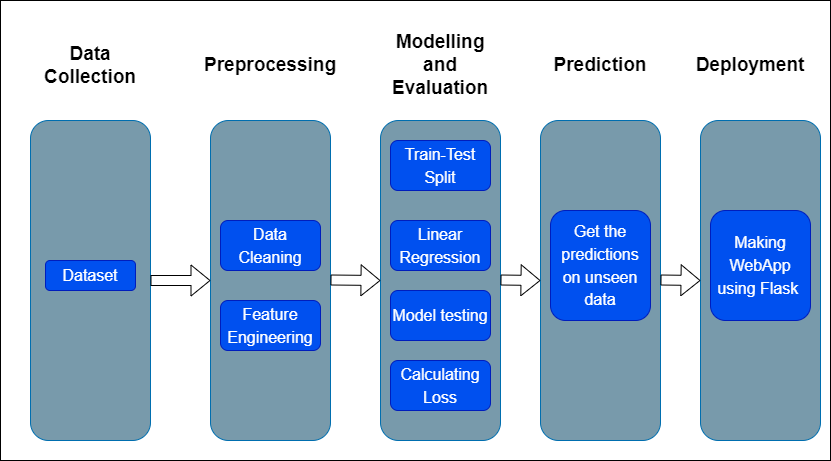 Data
Collection
Preprocessing
Modelling
and
Evaluation
Prediction
Deployment
Dataset
Data
Cleaning
Feature
Engineering
Train-Test
Split
Linear
Regression
Model testing
Calculating
Loss
Get the
predictions
on unseen
data
Making
WebApp
using Flask